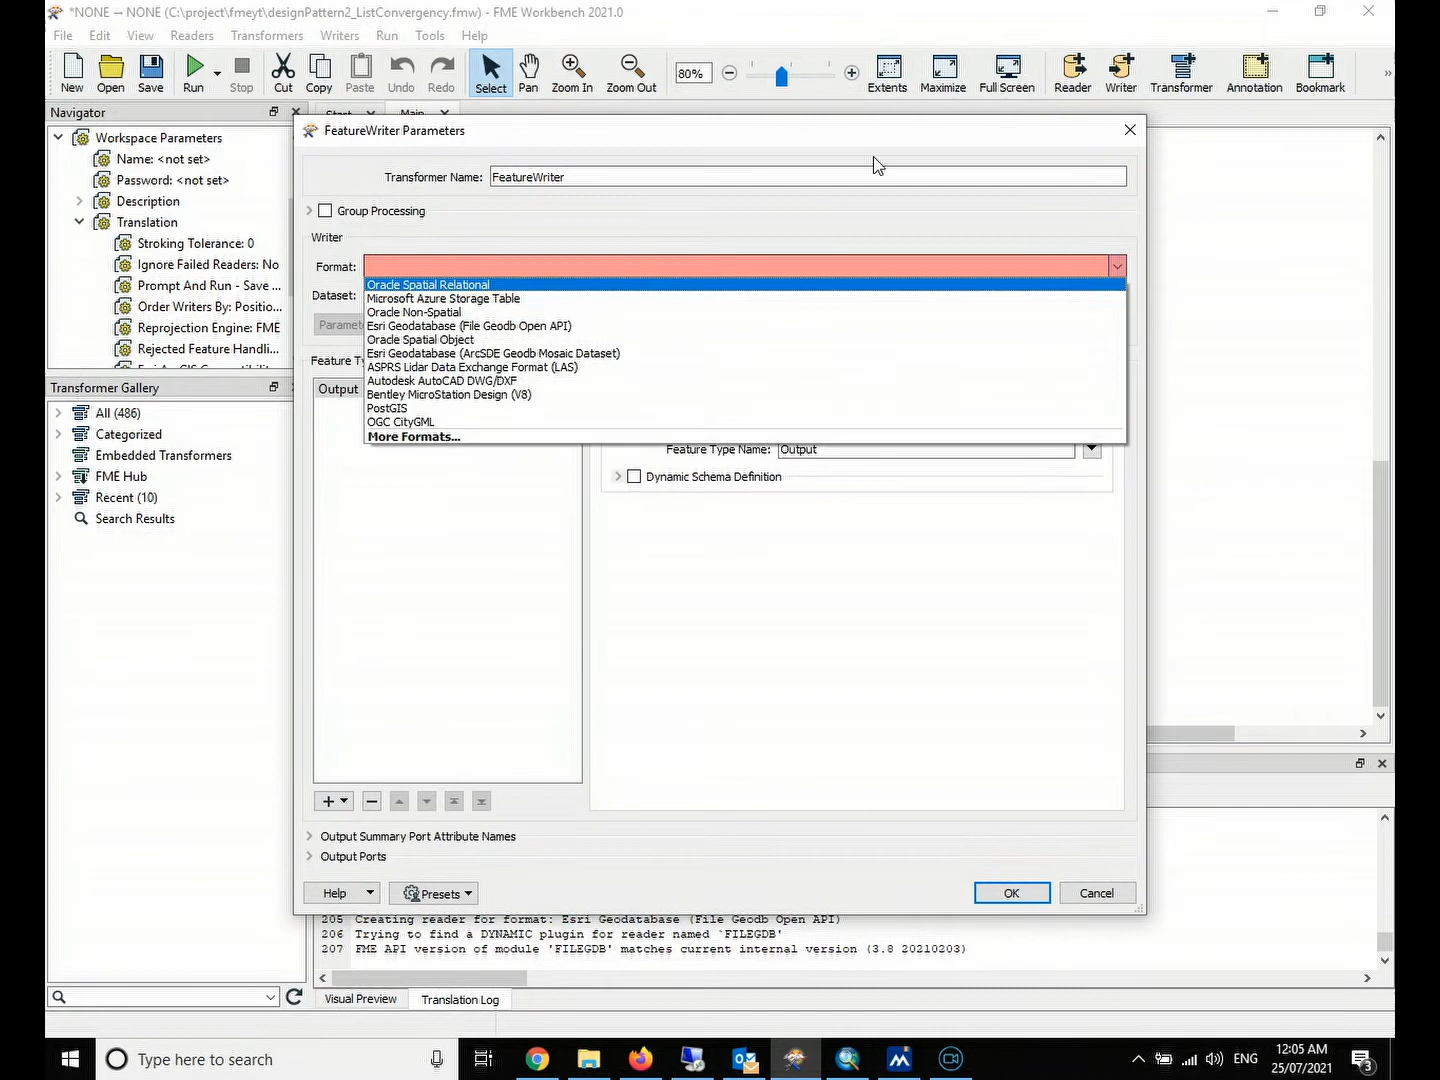 *NONE → NONE (C:\project\fmeyt\designPattern2_ListConvergency.fmw) - FME Workbench 2021.0
File Edit View Readers Transformers Writers Run Tools Help
New Open Save Run Stop Cut Copy Paste Undo Redo Select Pan Zoom In Zoom Out 80% Extents Maximize Full Screen Reader Writer Transformer Annotation Bookmark
Navigator
Start Main
Workspace Parameters
Name: <not set>
Password: <not set>
Description
Translation
Stroking Tolerance: 0
Ignore Failed Readers: No
Prompt And Run - Save ...
Order Writers By: Positio...
Reprojection Engine: FME
Rejected Feature Handli...
Transformer Gallery
All (486)
Categorized
Embedded Transformers
FME Hub
Recent (10)
Search Results
FeatureWriter Parameters
Transformer Name: FeatureWriter
Group Processing
Writer
Format:
Oracle Spatial Relational
Microsoft Azure Storage Table
Oracle Non-Spatial
Esri Geodatabase (File Geodb Open API)
Oracle Spatial Object
Esri Geodatabase (ArcSDE Geodb Mosaic Dataset)
ASPRS Lidar Data Exchange Format (LAS)
Autodesk AutoCAD DWG/DXF
Bentley MicroStation Design (V8)
PostGIS
OGC CityGML
More Formats...
Dataset:
Paramet
Feature Ty
Output
Feature Type Name: Output
Dynamic Schema Definition
Output Summary Port Attribute Names
Output Ports
Help Presets OK Cancel
205 Creating reader for format: Esri Geodatabase (File Geodb Open API)
206 Trying to find a DYNAMIC plugin for reader named `FILEGDB'
207 FME API version of module 'FILEGDB' matches current internal version (3.8 20210203)
Visual Preview Translation Log
Type here to search
ENG
12:05 AM
25/07/2021
3